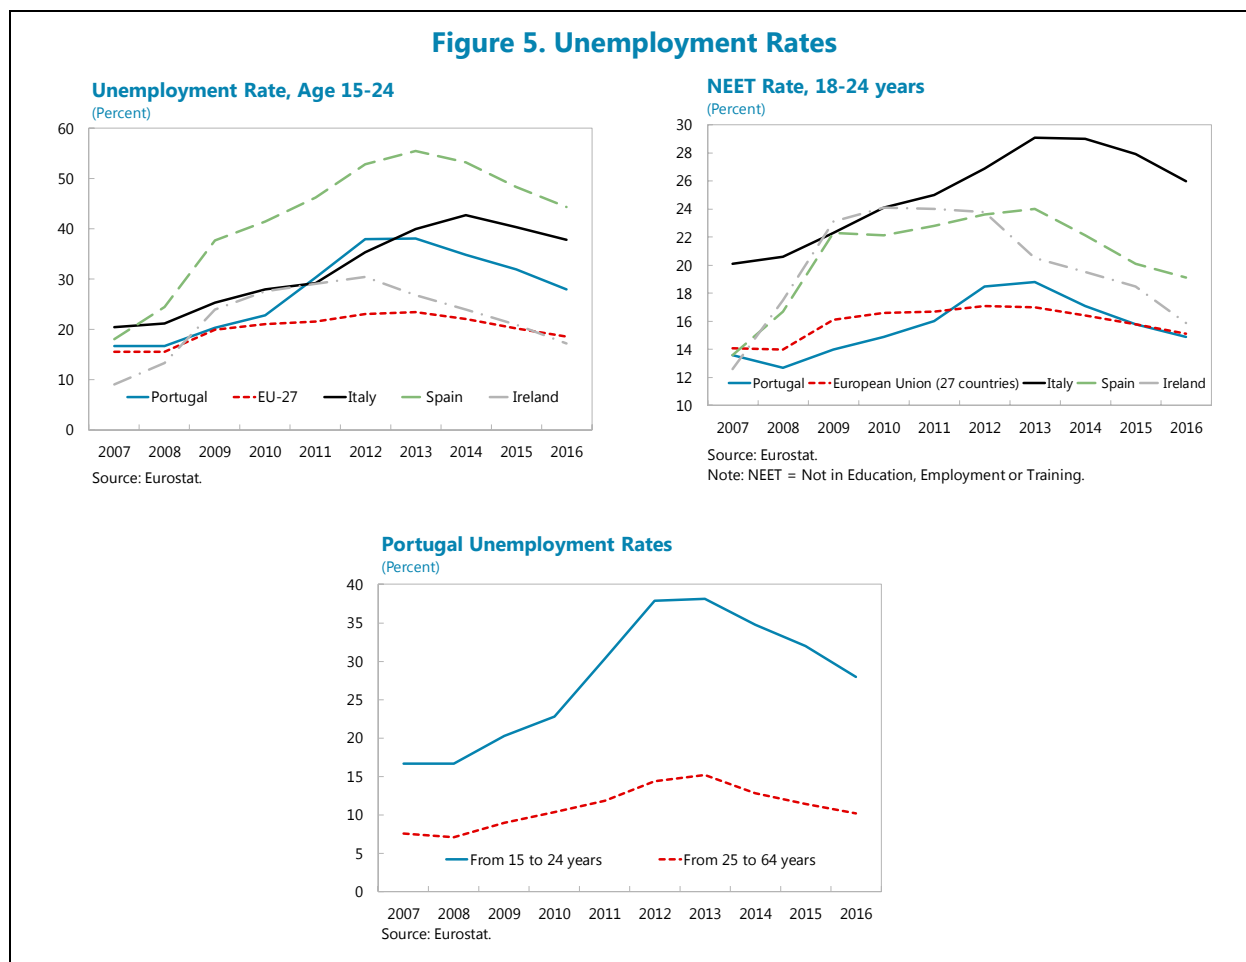 Figure 5. Unemployment Rates
Unemployment Rate, Age 15-24
(Percent)
60
50
40
30
20
10
0
Portugal EU-27 Italy Spain Ireland
2007 2008 2009 2010 2011 2012 2013 2014 2015 2016
Source: Eurostat.
NEET Rate, 18-24 years
(Percent)
30
28
26
24
22
20
18
16
14
12
10
Portugal European Union (27 countries) Italy Spain Ireland
2007 2008 2009 2010 2011 2012 2013 2014 2015 2016
Source: Eurostat.
Note: NEET = Not in Education, Employment or Training.
Portugal Unemployment Rates
(Percent)
40
35
30
25
20
15
10
5
0
From 15 to 24 years From 25 to 64 years
2007 2008 2009 2010 2011 2012 2013 2014 2015 2016
Source: Eurostat.